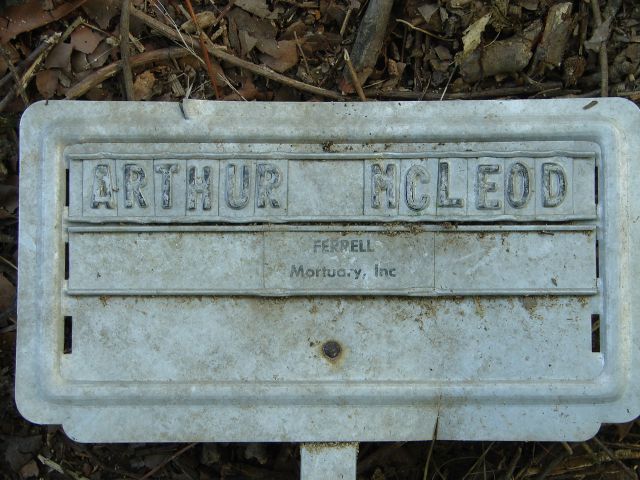 ARTHUR MCLEOD
FERRELL
Mortuary, Inc